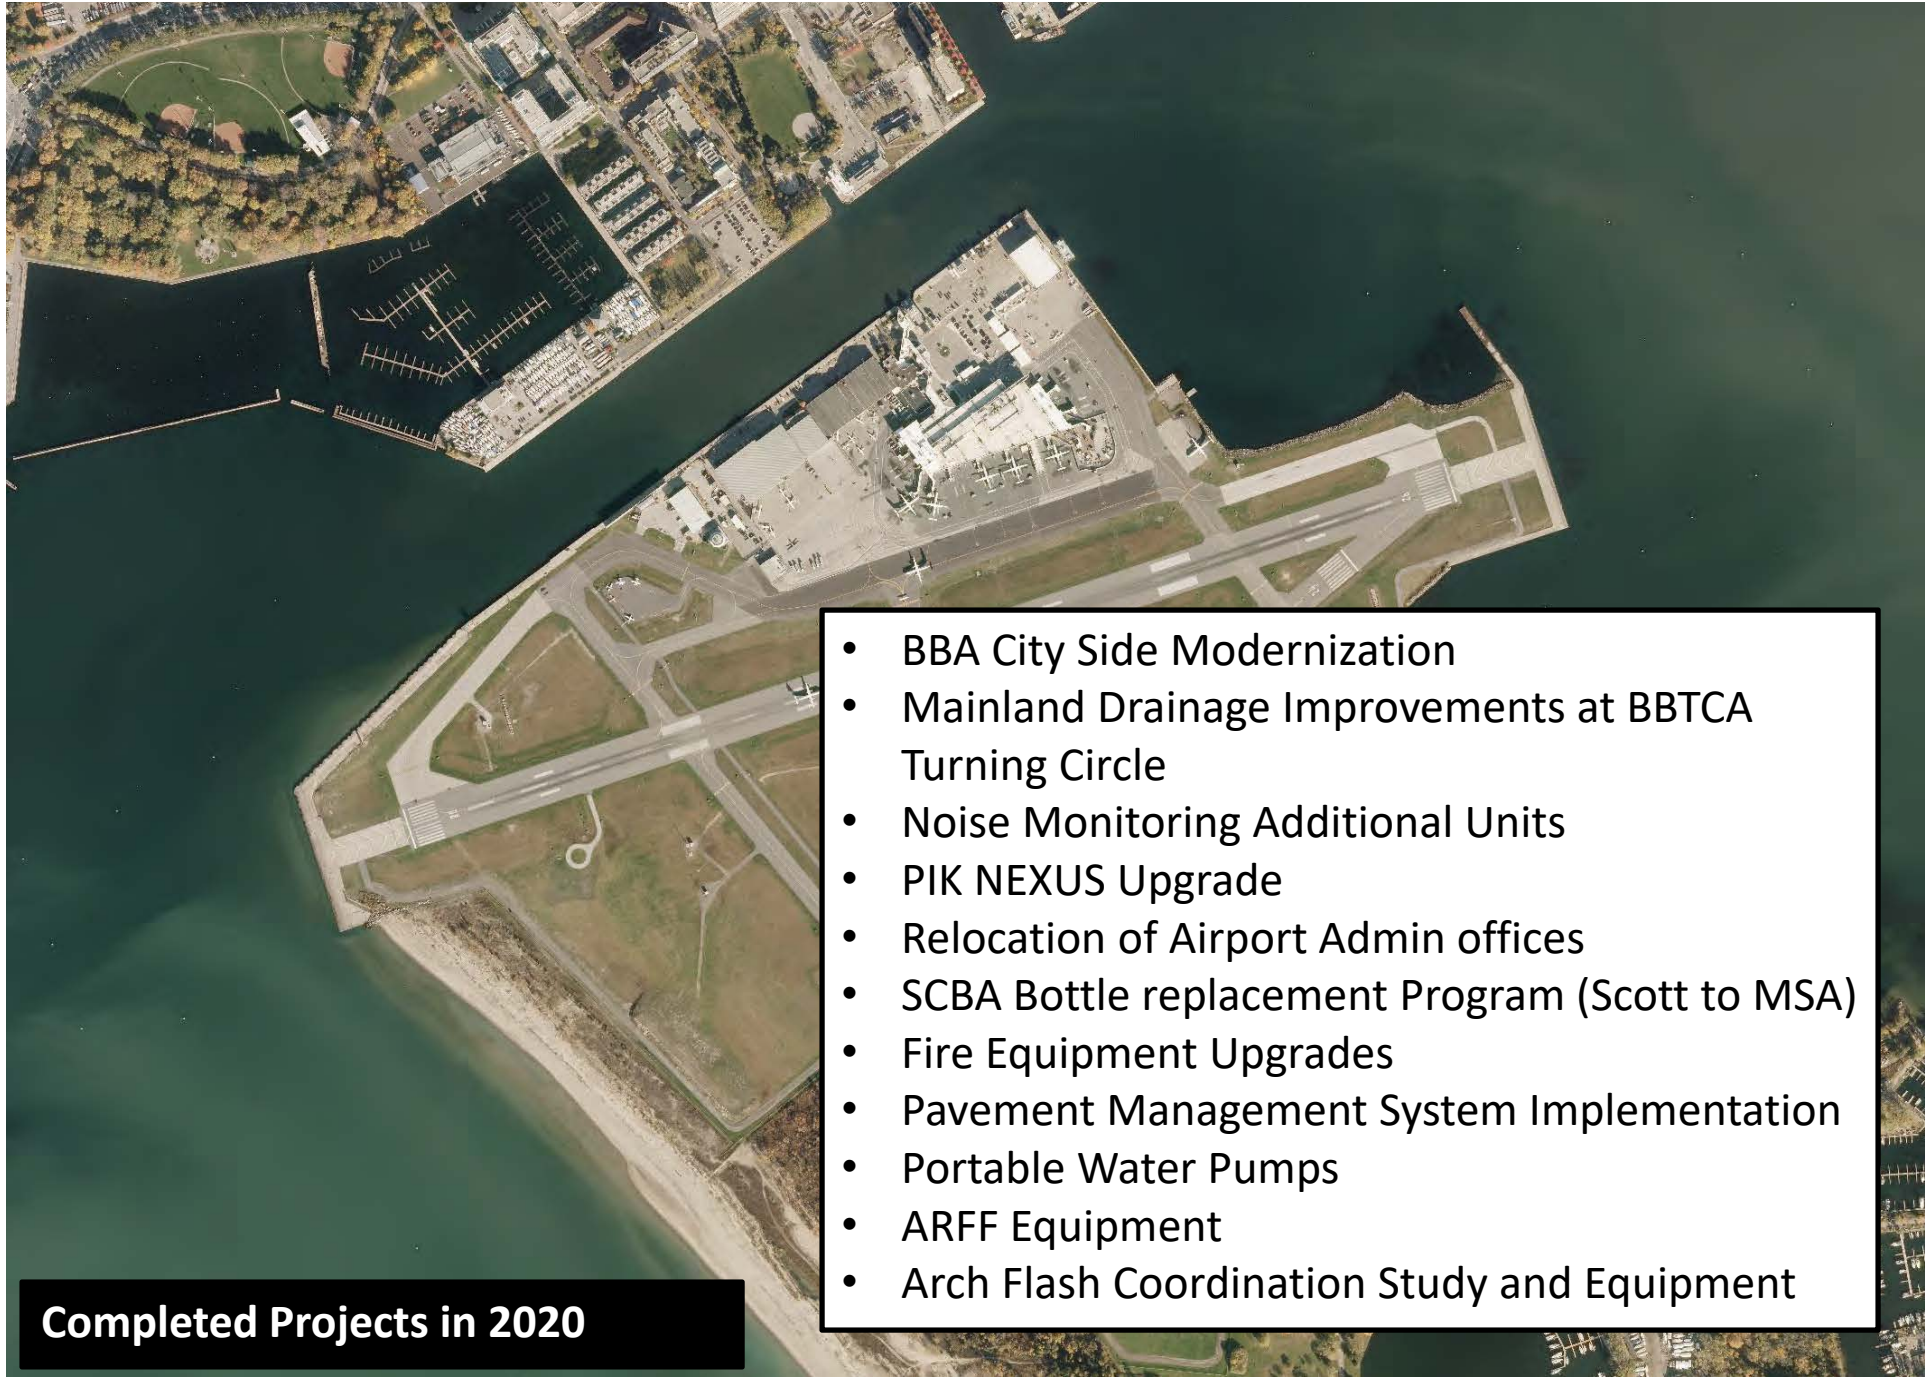 • BBA City Side Modernization
• Mainland Drainage Improvements at BBTCA
Turning Circle
• Noise Monitoring Additional Units
• PIK NEXUS Upgrade
• Relocation of Airport Admin offices
• SCBA Bottle replacement Program (Scott to MSA)
• Fire Equipment Upgrades
• Pavement Management System Implementation
• Portable Water Pumps
• ARFF Equipment
• Arch Flash Coordination Study and Equipment
Completed Projects in 2020